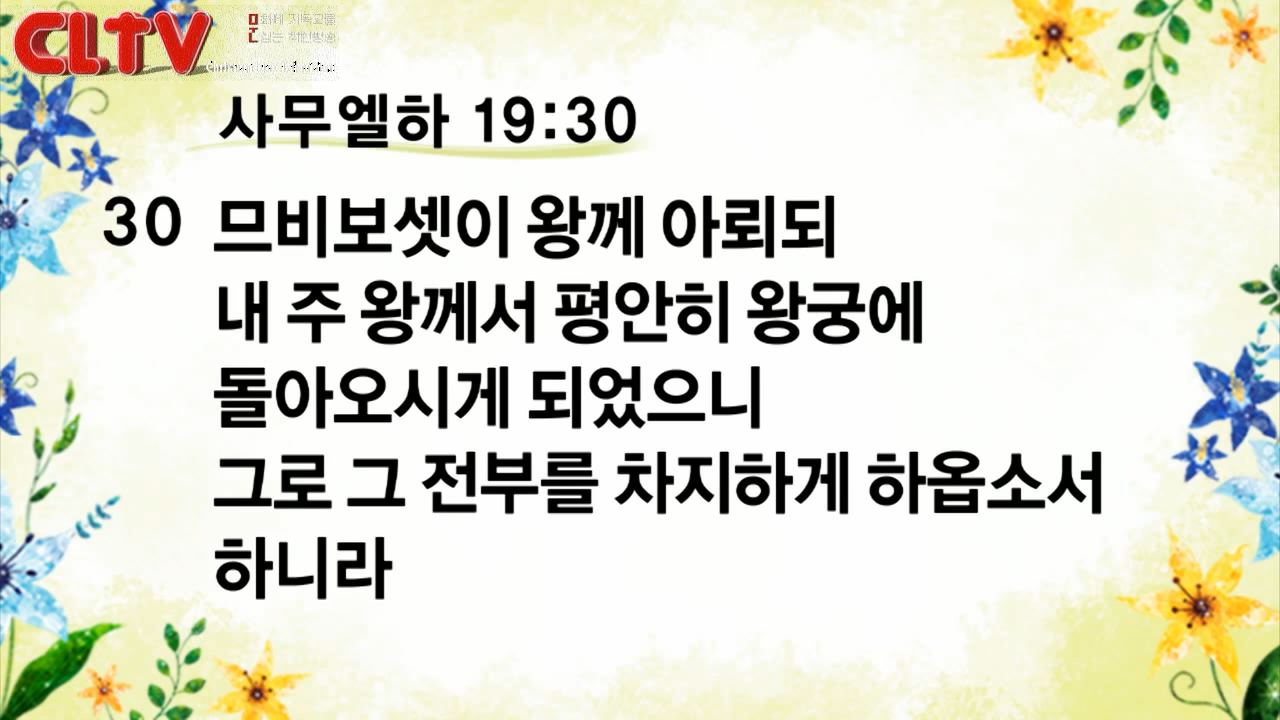 CLTV
사무엘하 19:30
30 므비보셋이 왕께 아뢰되
내 주 왕께서 평안히 왕궁에
돌아오시게 되었으니
그로 그 전부를 차지하게 하옵소서
하니라